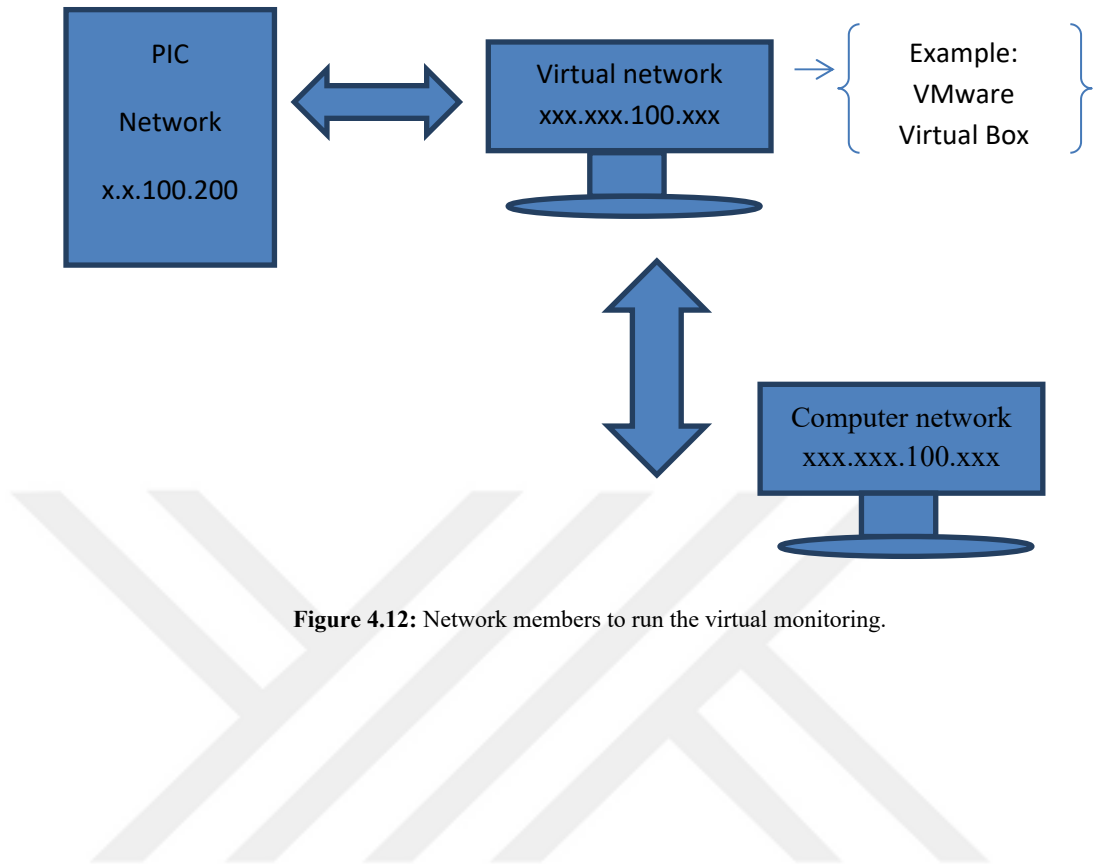 PIC
Network
x.x.100.200
Virtual network
xxx.xxx.100.xxx
Example:
VMware
Virtual Box
Computer network
xxx.xxx.100.xxx
Figure 4.12: Network members to run the virtual monitoring.